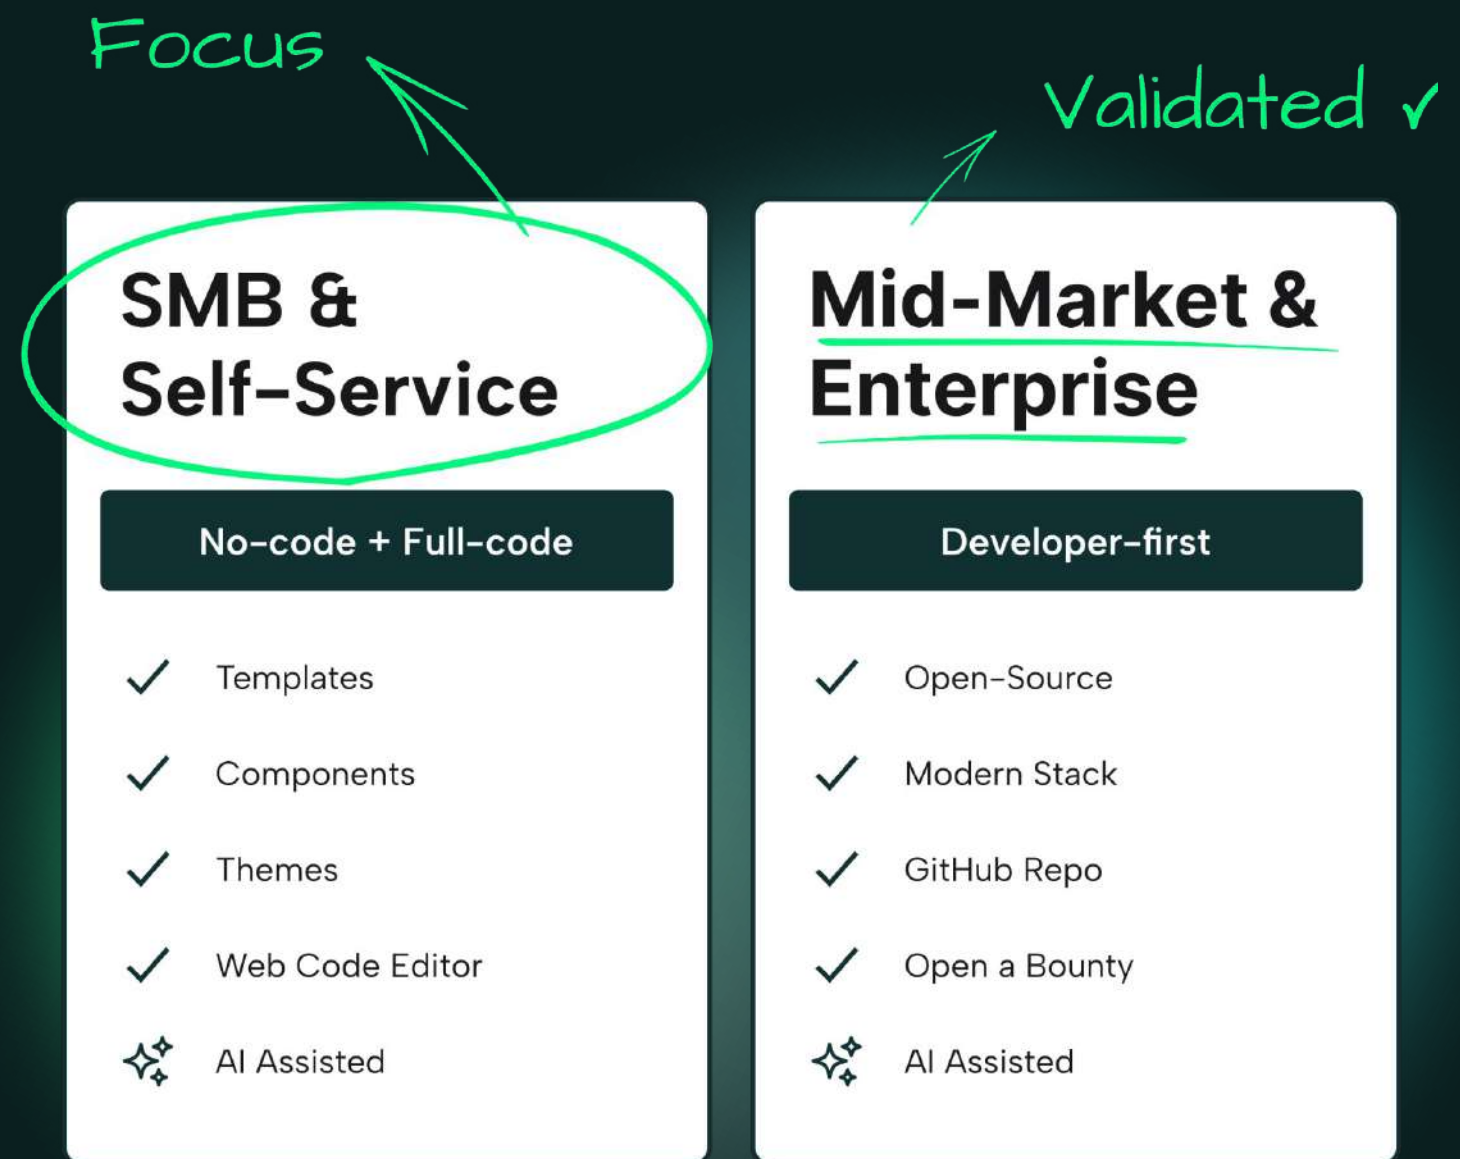 Focus
Validated ✓
SMB &
Self-Service
No-code + Full-code
Templates
Components
Themes
Web Code Editor
AI Assisted
Mid-Market &
Enterprise
Developer-first
Open-Source
Modern Stack
GitHub Repo
Open a Bounty
AI Assisted